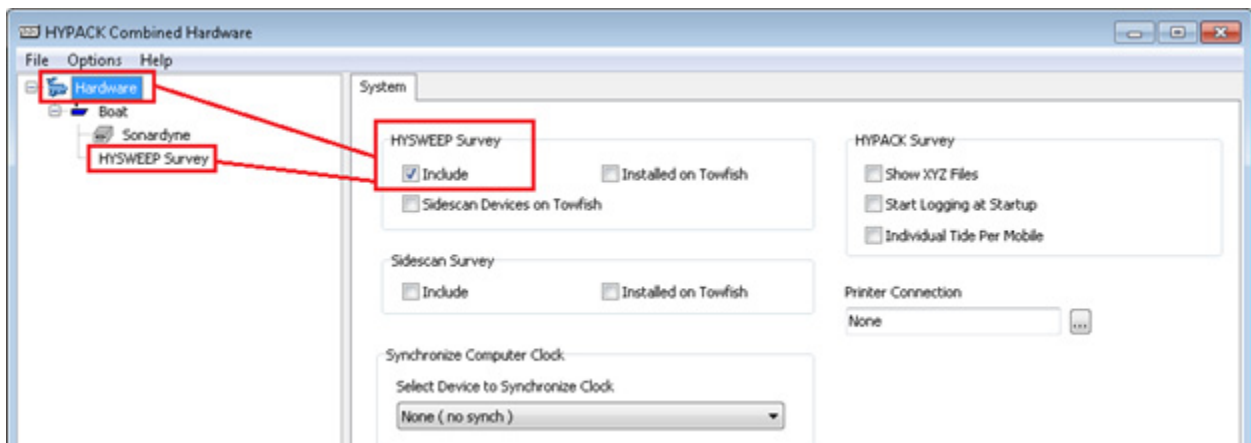 HYPACK Combined Hardware
File Options Help
Hardware
Boat
Sonardyne
HYSWEEP Survey
System
HYSWEEP Survey
Include
Installed on Towfish
Sidescan Devices on Towfish
Sidescan Survey
Include
Installed on Towfish
Synchronize Computer Clock
Select Device to Synchronize Clock
None ( no synch )
HYPACK Survey
Show XYZ Files
Start Logging at Startup
Individual Tide Per Mobile
Printer Connection
None
...